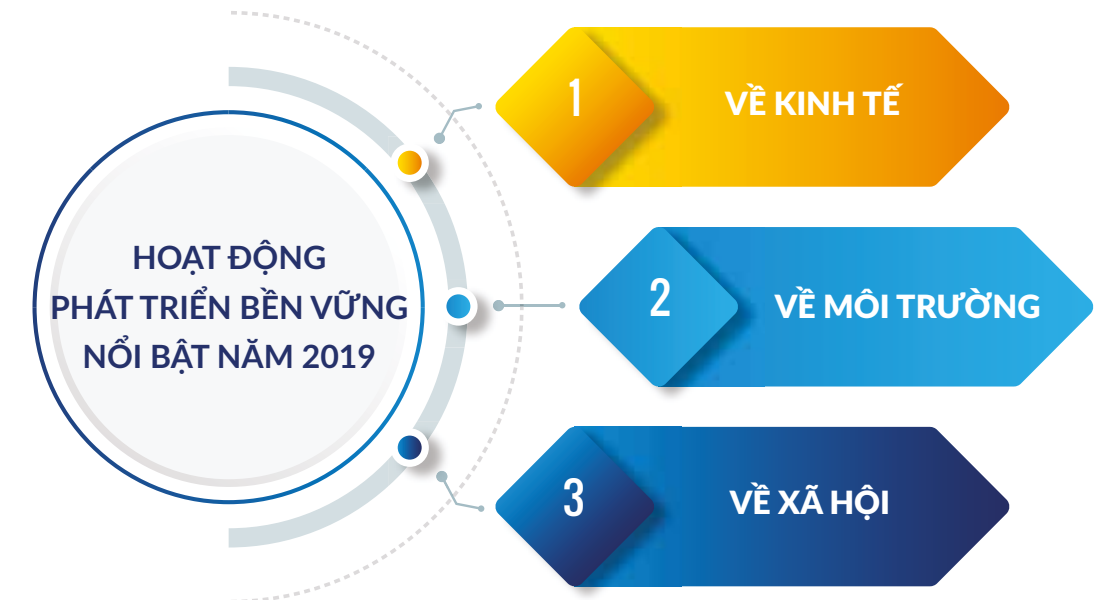 HOẠT ĐỘNG
PHÁT TRIỂN BỀN VỮNG
NỔI BẬT NĂM 2019
1
VỀ KINH TẾ
2
VỀ MÔI TRƯỜNG
3
VỀ XÃ HỘI